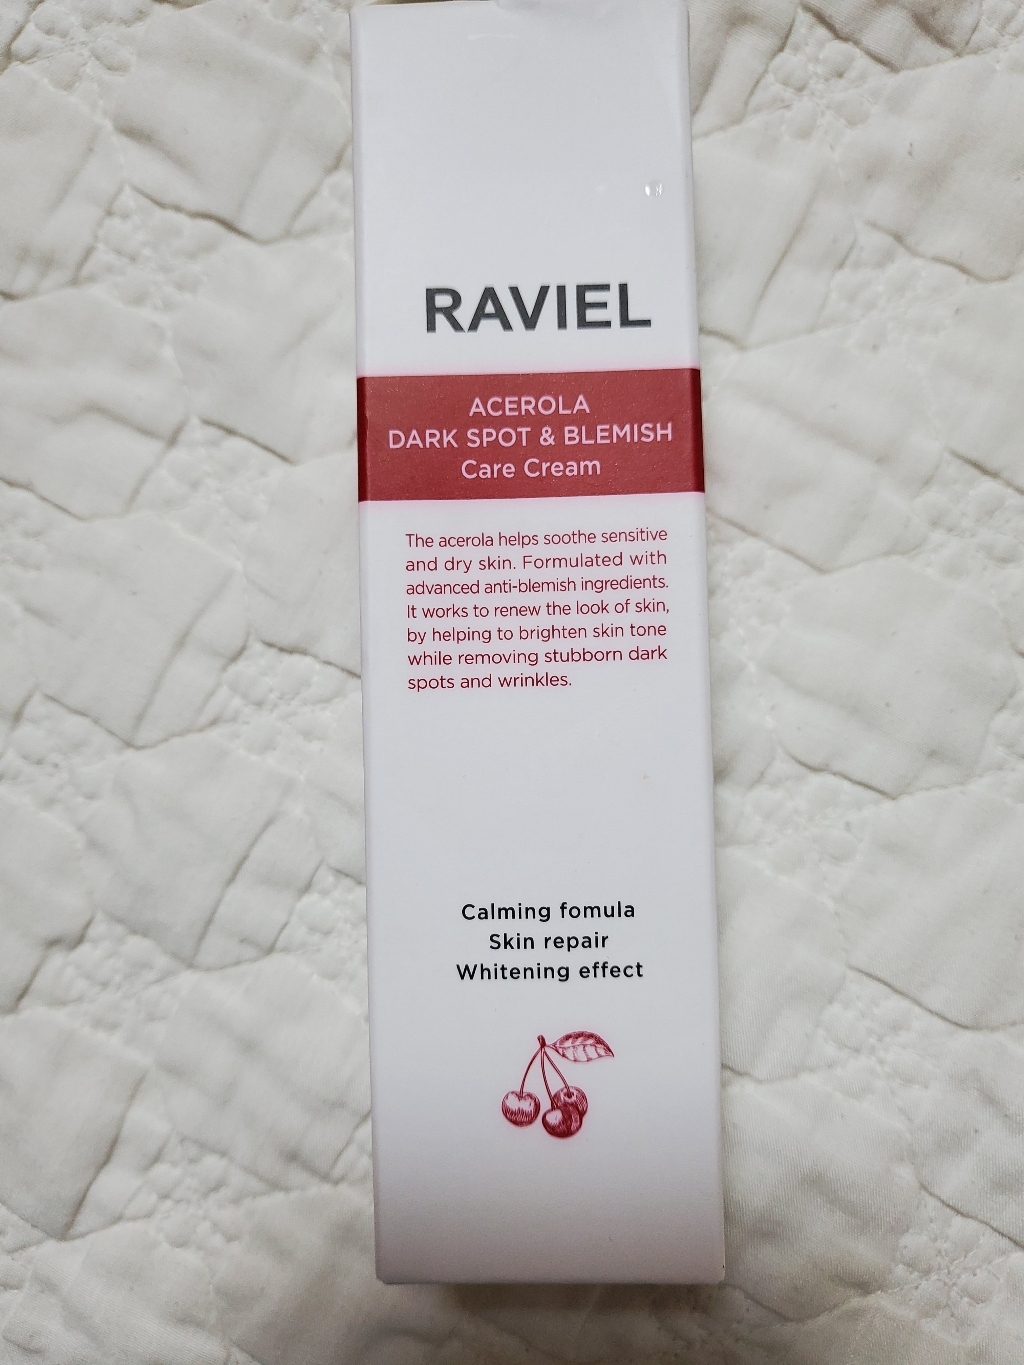 RAVIEL
ACEROLA
DARK SPOT & BLEMISH
Care Cream
The acerola helps soothe sensitive
and dry skin. Formulated with
advanced anti-blemish ingredients.
It works to renew the look of skin,
by helping to brighten skin tone
while removing stubborn dark
spots and wrinkles.
Calming fomula
Skin repair
Whitening effect